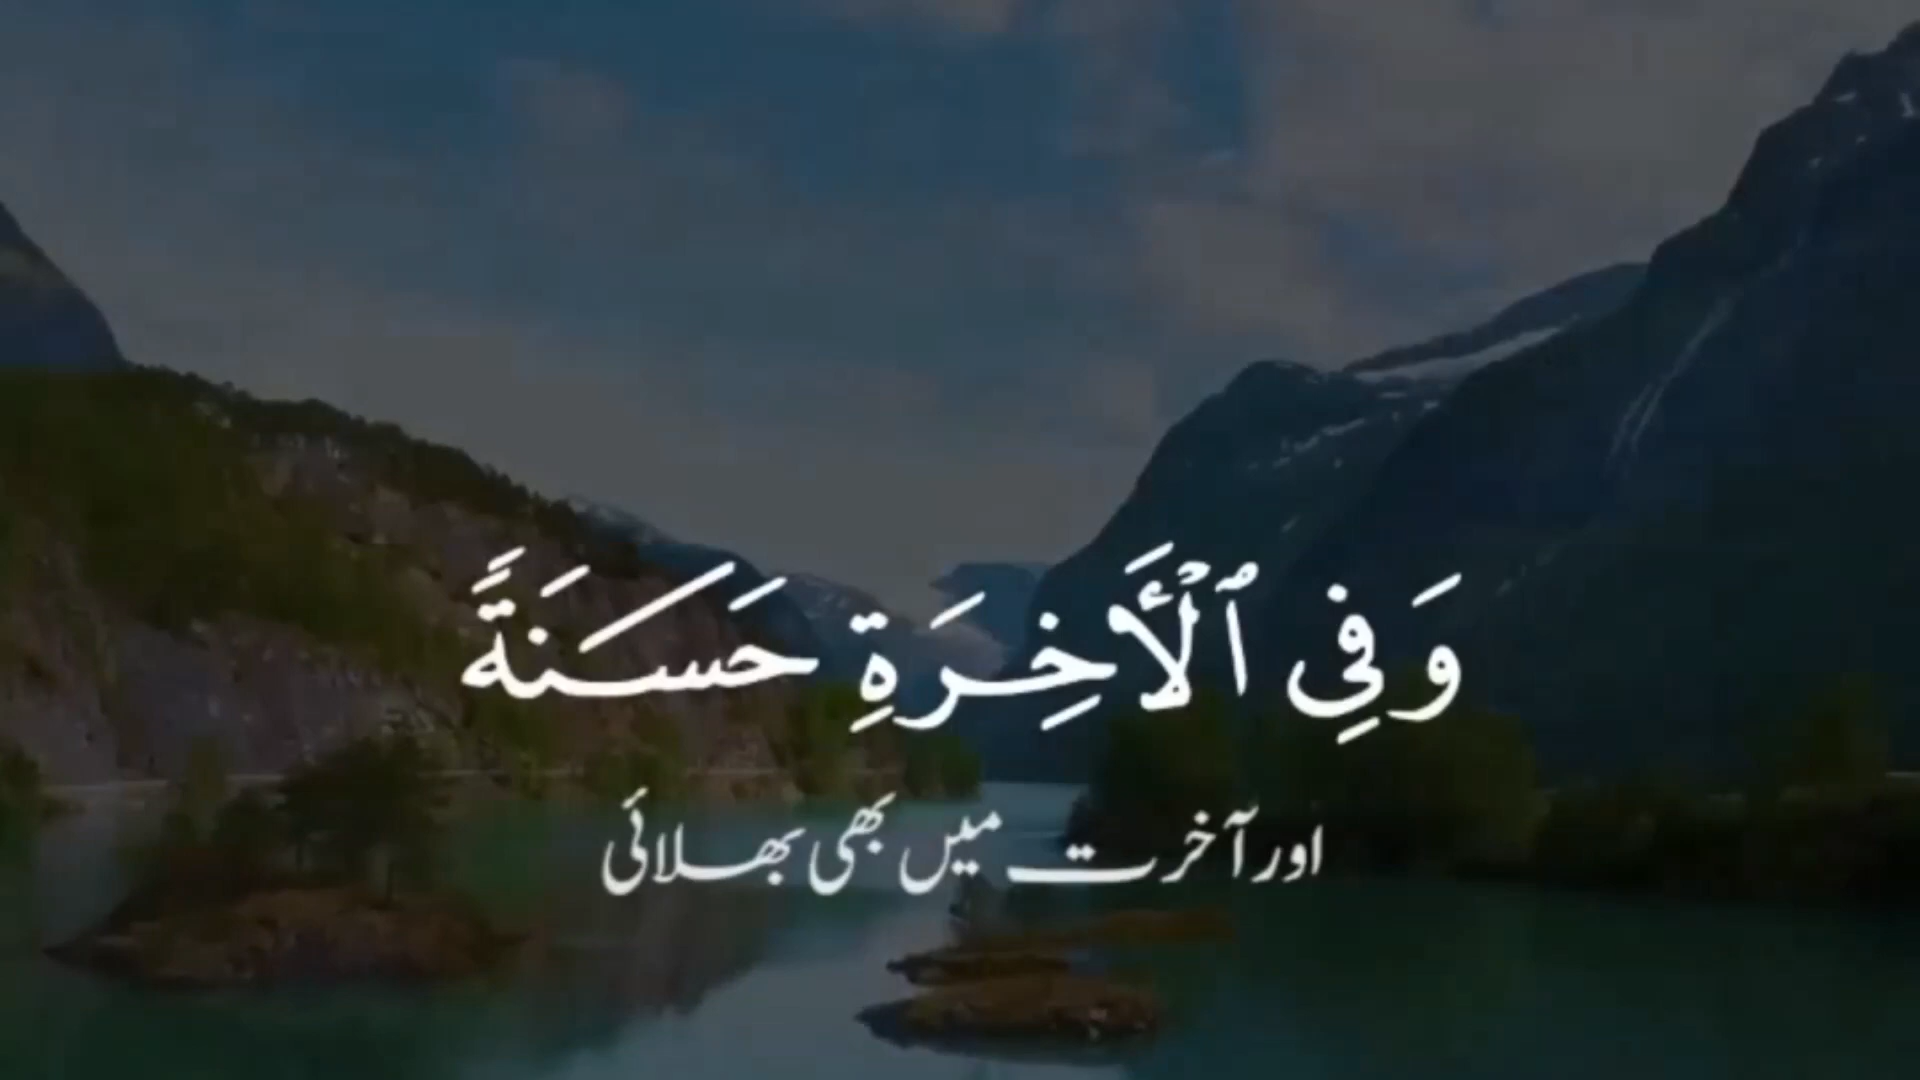 وَفِي ٱلْأَخِرَةِ حَسَنَةً
اور آخرت میں بھی بھلائی